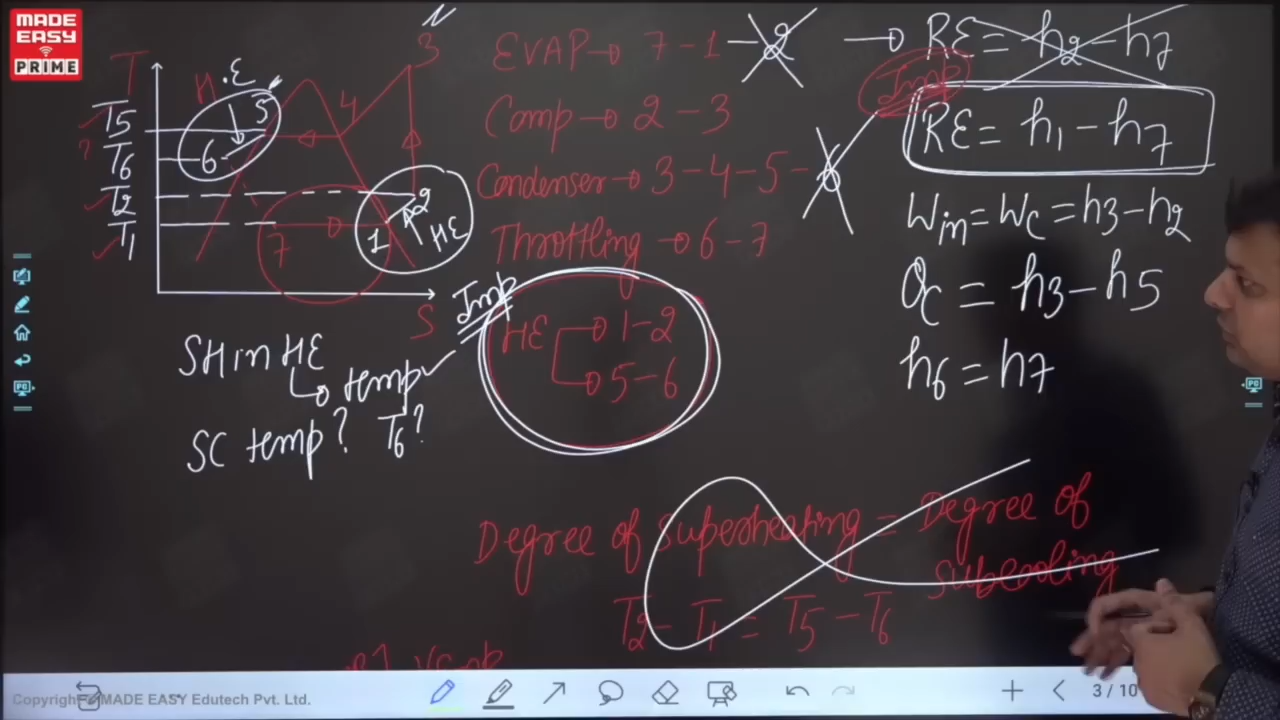 MADE
EASY
PRIME
T
H.E
T5
? T6
T2
T1
5
6
4
3
2
1
7
HE
S
EVAP → 7-1-2
Comp → 2-3
Condenser → 3-4-5-6
Throttling → 6-7
Imp
HE → 1-2
→ 5-6
→ RE = h2-h7
Imp
RE = h1-h7
Win = Wc = h3-h2
Qc = h3-h5
h6 = h7
SH in HE
→ temp ✓
SC temp? T6?
Degree of Superheating = Degree of
Subcooling
T2-T1 = T5-T6
Copyright © MADE EASY Edutech Pvt. Ltd.
3 / 10